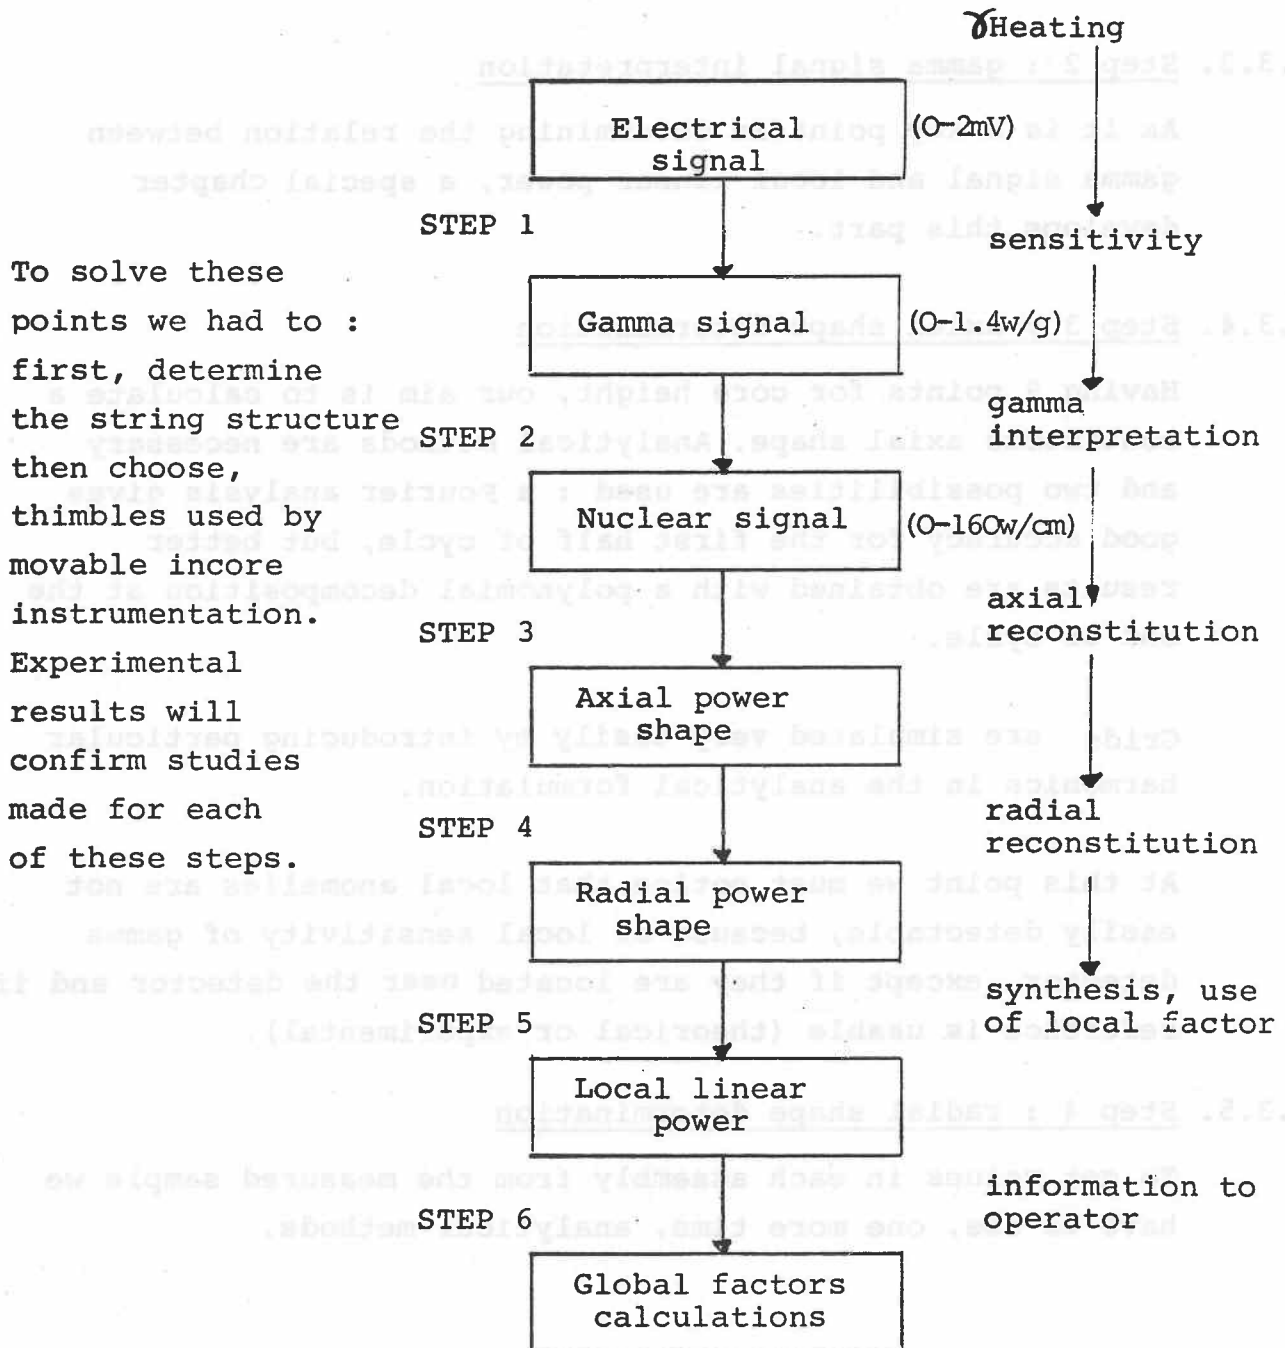 γHeating
Electrical
signal
(0-2mV)
STEP 1
sensitivity
To solve these
points we had to :
first, determine
the string structure
then choose,
thimbles used by
movable incore
instrumentation.
Experimental
results will
confirm studies
made for each
of these steps.
Gamma signal
(0-1.4w/g)
STEP 2
gamma
interpretation
Nuclear signal
(0-160w/cm)
STEP 3
axial
reconstitution
Axial power
shape
STEP 4
radial
reconstitution
Radial power
shape
STEP 5
synthesis, use
of local factor
Local linear
power
STEP 6
information to
operator
Global factors
calculations